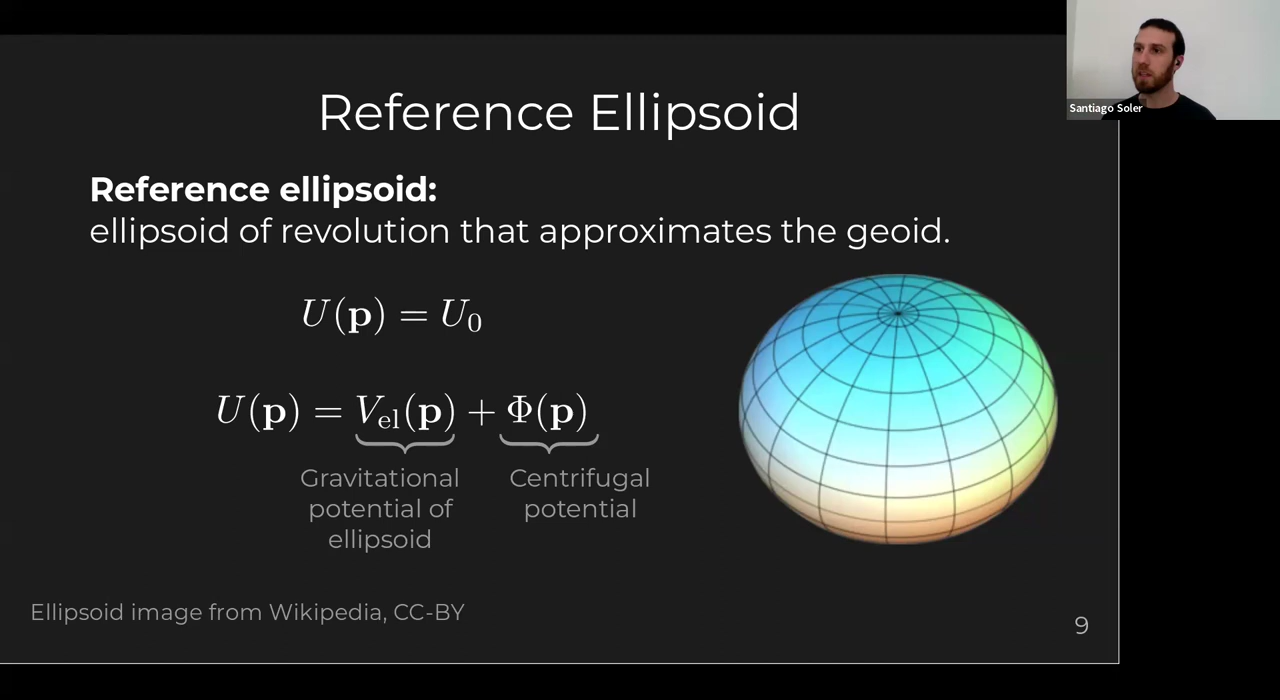 Santiago Soler
Reference Ellipsoid
Reference ellipsoid:
ellipsoid of revolution that approximates the geoid.
U(p) = U₀
U(p) = Vₑₗ(p) + Φ(p)
Gravitational
potential of
ellipsoid
Centrifugal
potential
Ellipsoid image from Wikipedia, CC-BY
9